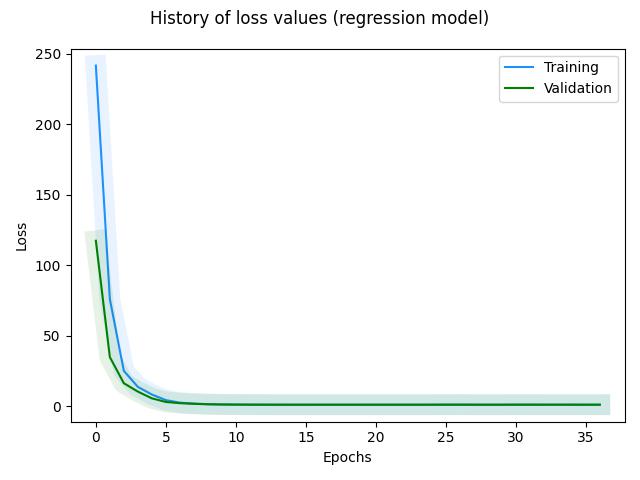 History of loss values (regression model)
250
200
150
100
50
0
Loss
Training
Validation
0 5 10 15 20 25 30 35
Epochs